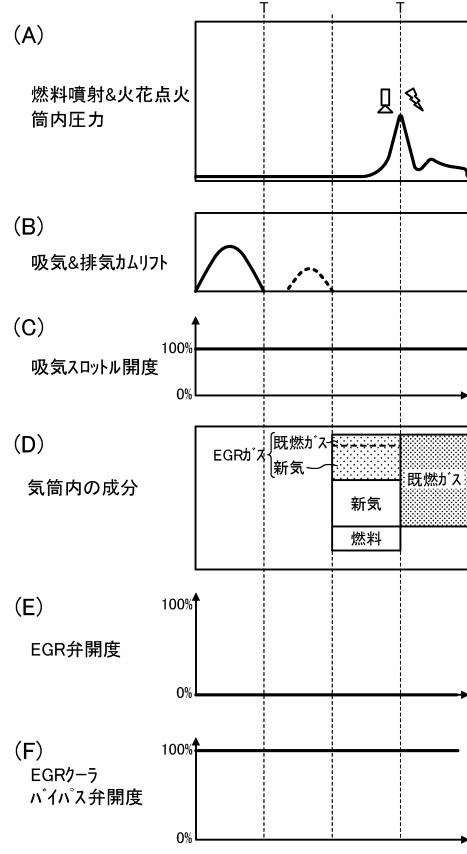 T T
(A)
燃料噴射&火花点火
筒内圧力
(B)
吸気&排気カムリフト
(C)
100%
吸気スロットル開度
0%
(D)
EGRガス 既燃ガス
新気
既燃ガス
気筒内の成分
新気
燃料
(E)
100%
EGR弁開度
0%
(F)
100%
EGRクーラ
バイパス弁開度
0%